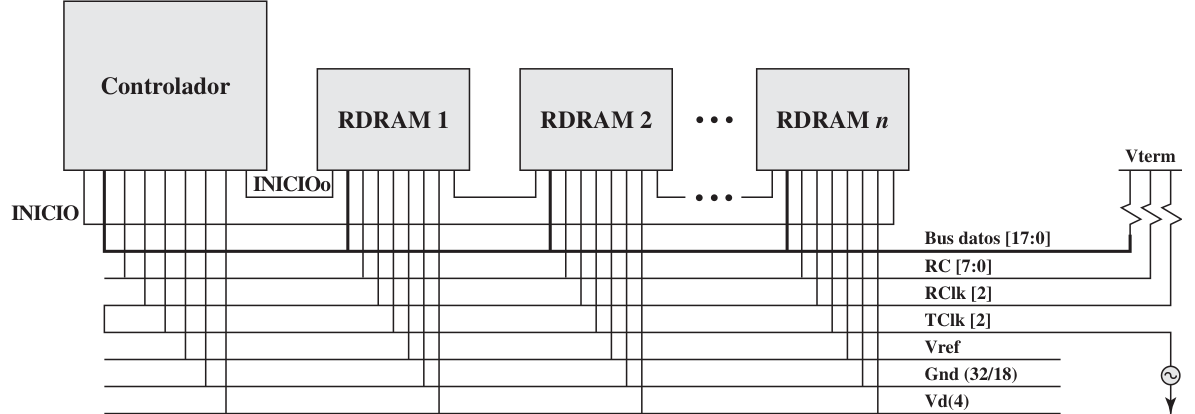 Controlador
RDRAM 1
RDRAM 2
•••
RDRAM n
Vterm
INICIOo
•••
INICIO
Bus datos [17:0]
RC [7:0]
RClk [2]
TClk [2]
Vref
Gnd (32/18)
Vd(4)